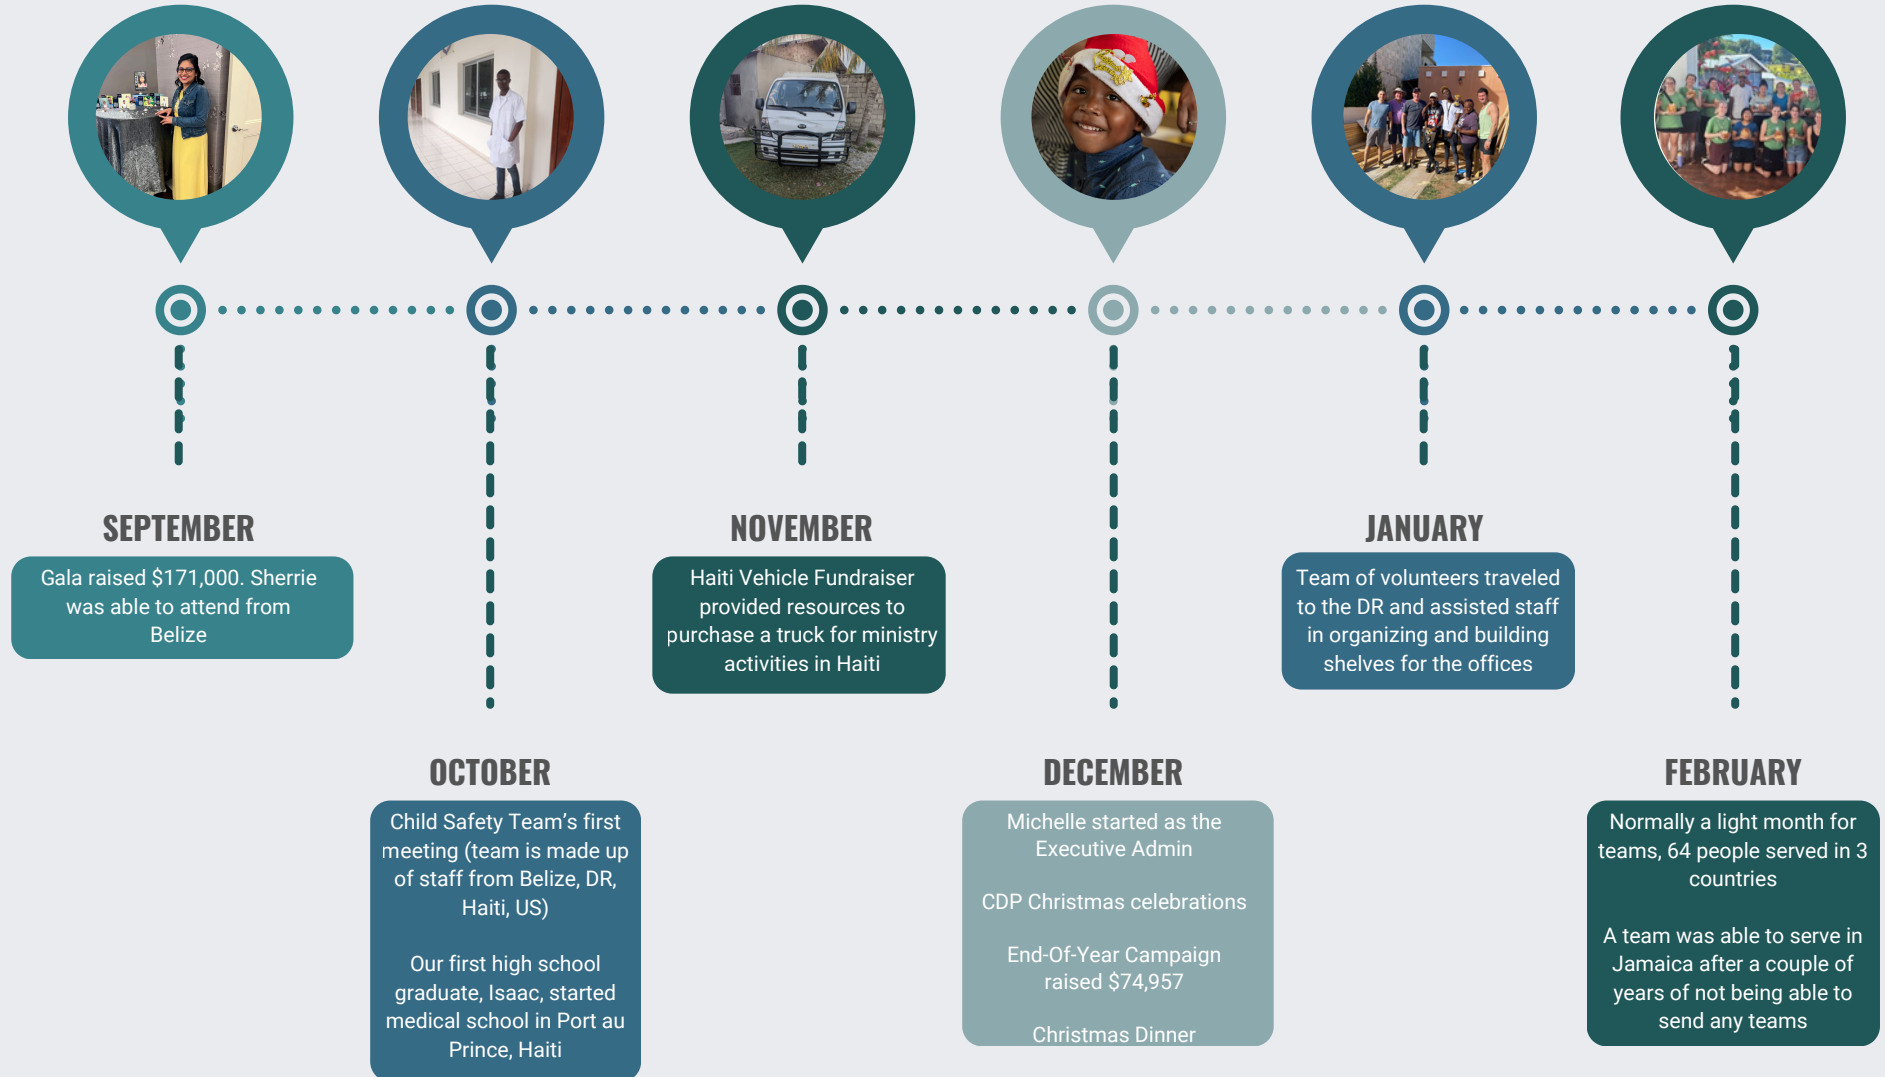 SEPTEMBER
Gala raised $171,000. Sherrie
was able to attend from
Belize
OCTOBER
Child Safety Team's first
meeting (team is made up
of staff from Belize, DR,
Haiti, US)
Our first high school
graduate, Isaac, started
medical school in Port au
Prince, Haiti
NOVEMBER
Haiti Vehicle Fundraiser
provided resources to
purchase a truck for ministry
activities in Haiti
DECEMBER
Michelle started as the
Executive Admin
CDP Christmas celebrations
End-Of-Year Campaign
raised $74,957
Christmas Dinner
JANUARY
Team of volunteers traveled
to the DR and assisted staff
in organizing and building
shelves for the offices
FEBRUARY
Normally a light month for
teams, 64 people served in 3
countries
A team was able to serve in
Jamaica after a couple of
years of not being able to
send any teams